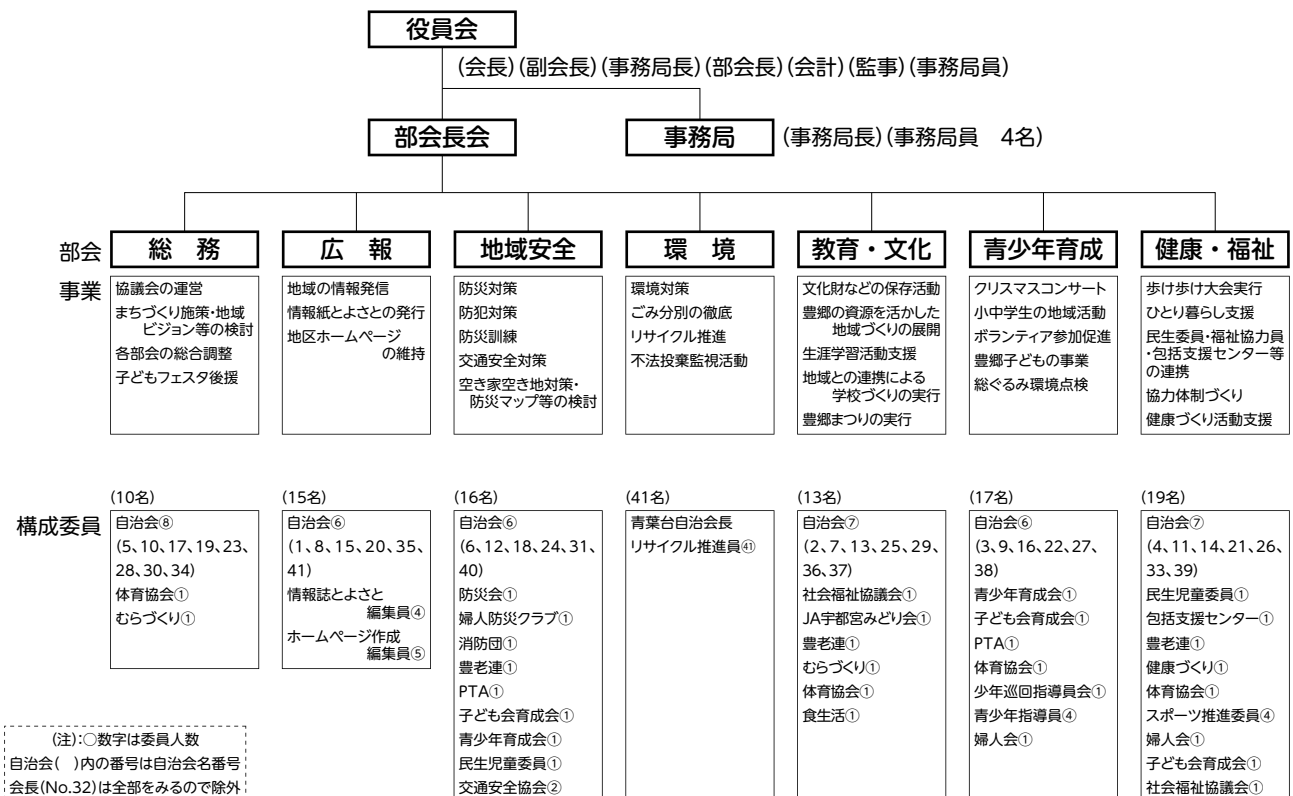 役員会
(会長)(副会長)(事務局長)(部会長)(会計)(監事)(事務局員)
部会長会
事務局
(事務局長)(事務局員　4名)
部会
総　務
広　報
地域安全
環　境
教育・文化
青少年育成
健康・福祉
事業
協議会の運営
まちづくり施策・地域
ビジョン等の検討
各部会の総合調整
子どもフェスタ後援
地域の情報発信
情報紙とよさとの発行
地区ホームページ
の維持
防災対策
防犯対策
防災訓練
交通安全対策
空き家空き地対策・
防災マップ等の検討
環境対策
ごみ分別の徹底
リサイクル推進
不法投棄監視活動
文化財などの保存活動
豊郷の資源を活かした
地域づくりの展開
生涯学習活動支援
地域との連携による
学校づくりの実行
豊郷まつりの実行
クリスマスコンサート
小中学生の地域活動
ボランティア参加促進
豊郷子どもの事業
総ぐるみ環境点検
歩け歩け大会実行
ひとり暮らし支援
民生委員・福祉協力員
・包括支援センター等
の連携
協力体制づくり
健康づくり活動支援
構成委員
(10名)
自治会⑧
(5、10、17、19、23、
28、30、34)
体育協会①
むらづくり①
(15名)
自治会⑥
(1、8、15、20、35、
41)
情報誌とよさと
編集員④
ホームページ作成
編集員⑤
(16名)
自治会⑥
(6、12、18、24、31、
40)
防災会①
婦人防災クラブ①
消防団①
豊老連①
PTA①
子ども会育成会①
青少年育成会①
民生児童委員①
交通安全協会②
(41名)
青葉台自治会長
リサイクル推進員㊶
(13名)
自治会⑦
(2、7、13、25、29、
36、37)
社会福祉協議会①
JA宇都宮みどり会①
豊老連①
むらづくり①
体育協会①
食生活①
(17名)
自治会⑥
(3、9、16、22、27、
38)
青少年育成会①
子ども会育成会①
PTA①
体育協会①
少年巡回指導員会①
青少年指導員④
婦人会①
(19名)
自治会⑦
(4、11、14、21、26、
33、39)
民生児童委員①
包括支援センター①
豊老連①
健康づくり①
体育協会①
スポーツ推進委員④
婦人会①
子ども会育成会①
社会福祉協議会①
(注):○数字は委員人数
自治会(　)内の番号は自治会名番号
会長(No.32)は全部をみるので除外